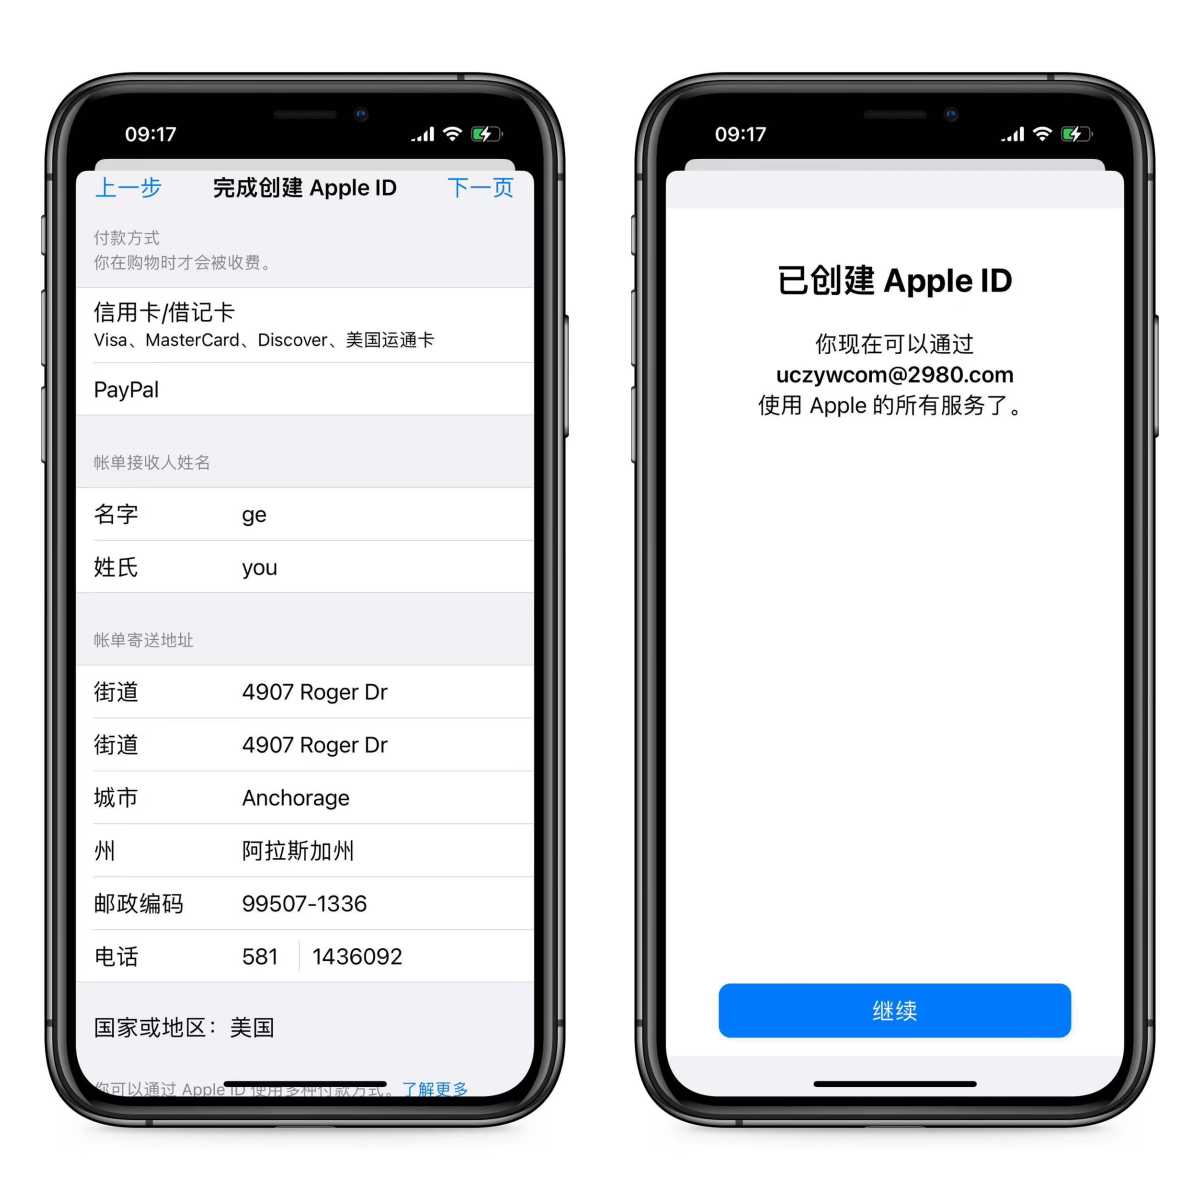 09:17
上一步 完成创建 Apple ID 下一页
付款方式
你在购物时才会被收费。
信用卡/借记卡
Visa、MasterCard、Discover、美国运通卡
PayPal
帐单接收人姓名
名字 ge
姓氏 you
帐单寄送地址
街道 4907 Roger Dr
街道 4907 Roger Dr
城市 Anchorage
州 阿拉斯加州
邮政编码 99507-1336
电话 581 1436092
国家或地区：美国
你可以通过 Apple ID 使用多种付款方式。了解更多
09:17
已创建 Apple ID
你现在可以通过
uczywcom@2980.com
使用 Apple 的所有服务了。
继续